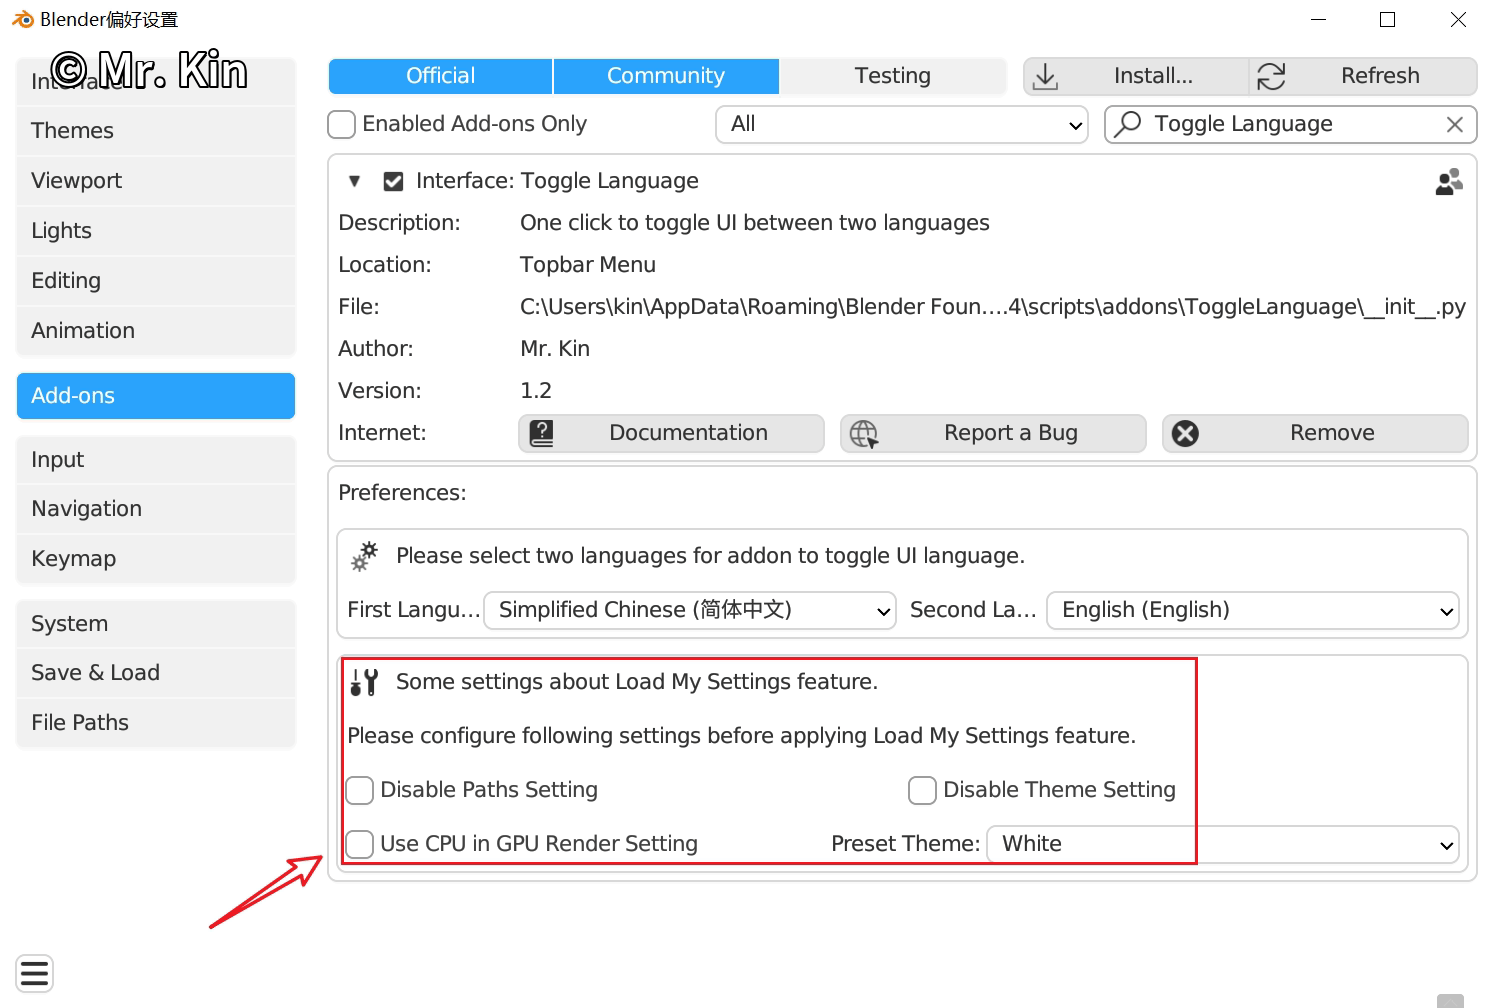 Blender偏好设置
© Mr. Kin
Interface
Official Community Testing Install... Refresh
Themes
Enabled Add-ons Only All Toggle Language
Viewport
Interface: Toggle Language
Lights
Description: One click to toggle UI between two languages
Editing
Location: Topbar Menu
Animation
File: C:\Users\kin\AppData\Roaming\Blender Foun....4\scripts\addons\ToggleLanguage\__init__.py
Author: Mr. Kin
Add-ons
Version: 1.2
Input
Internet: Documentation Report a Bug Remove
Navigation
Preferences:
Keymap
Please select two languages for addon to toggle UI language.
System
First Langu... Simplified Chinese (简体中文) Second La... English (English)
Save & Load
Some settings about Load My Settings feature.
File Paths
Please configure following settings before applying Load My Settings feature.
Disable Paths Setting Disable Theme Setting
Use CPU in GPU Render Setting Preset Theme: White